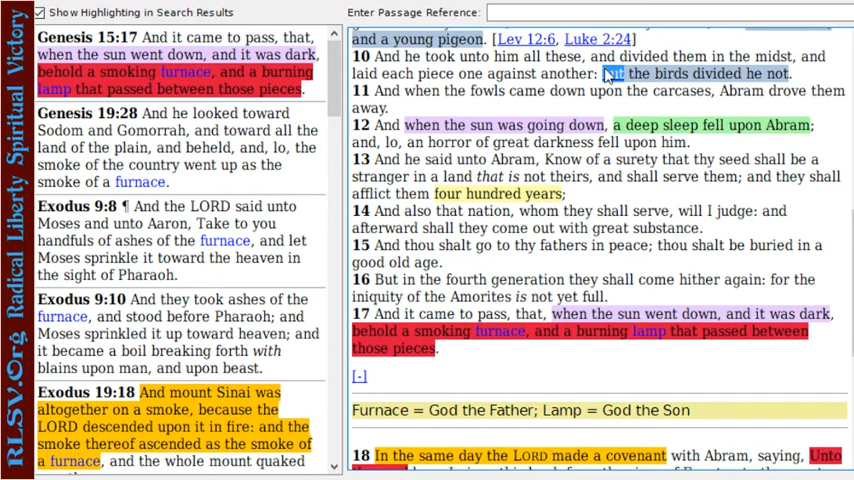 RLSV.Org Radical Liberty Spiritual Victory
Show Highlighting in Search Results
Genesis 15:17 And it came to pass, that,
when the sun went down, and it was dark,
behold a smoking furnace, and a burning
lamp that passed between those pieces.
Genesis 19:28 And he looked toward
Sodom and Gomorrah, and toward all the
land of the plain, and beheld, and, lo, the
smoke of the country went up as the
smoke of a furnace.
Exodus 9:8 ¶ And the LORD said unto
Moses and unto Aaron, Take to you
handfuls of ashes of the furnace, and let
Moses sprinkle it toward the heaven in
the sight of Pharaoh.
Exodus 9:10 And they took ashes of the
furnace, and stood before Pharaoh; and
Moses sprinkled it up toward heaven; and
it became a boil breaking forth with
blains upon man, and upon beast.
Exodus 19:18 And mount Sinai was
altogether on a smoke, because the
LORD descended upon it in fire: and the
smoke thereof ascended as the smoke of
a furnace, and the whole mount quaked
Enter Passage Reference:
and a young pigeon. [Lev 12:6, Luke 2:24]
10 And he took unto him all these, and divided them in the midst, and
laid each piece one against another: but the birds divided he not.
11 And when the fowls came down upon the carcases, Abram drove them
away.
12 And when the sun was going down, a deep sleep fell upon Abram;
and, lo, an horror of great darkness fell upon him.
13 And he said unto Abram, Know of a surety that thy seed shall be a
stranger in a land that is not theirs, and shall serve them; and they shall
afflict them four hundred years;
14 And also that nation, whom they shall serve, will I judge: and
afterward shall they come out with great substance.
15 And thou shalt go to thy fathers in peace; thou shalt be buried in a
good old age.
16 But in the fourth generation they shall come hither again: for the
iniquity of the Amorites is not yet full.
17 And it came to pass, that, when the sun went down, and it was dark,
behold a smoking furnace, and a burning lamp that passed between
those pieces.
[-]
Furnace = God the Father; Lamp = God the Son
18 In the same day the LORD made a covenant with Abram, saying, Unto